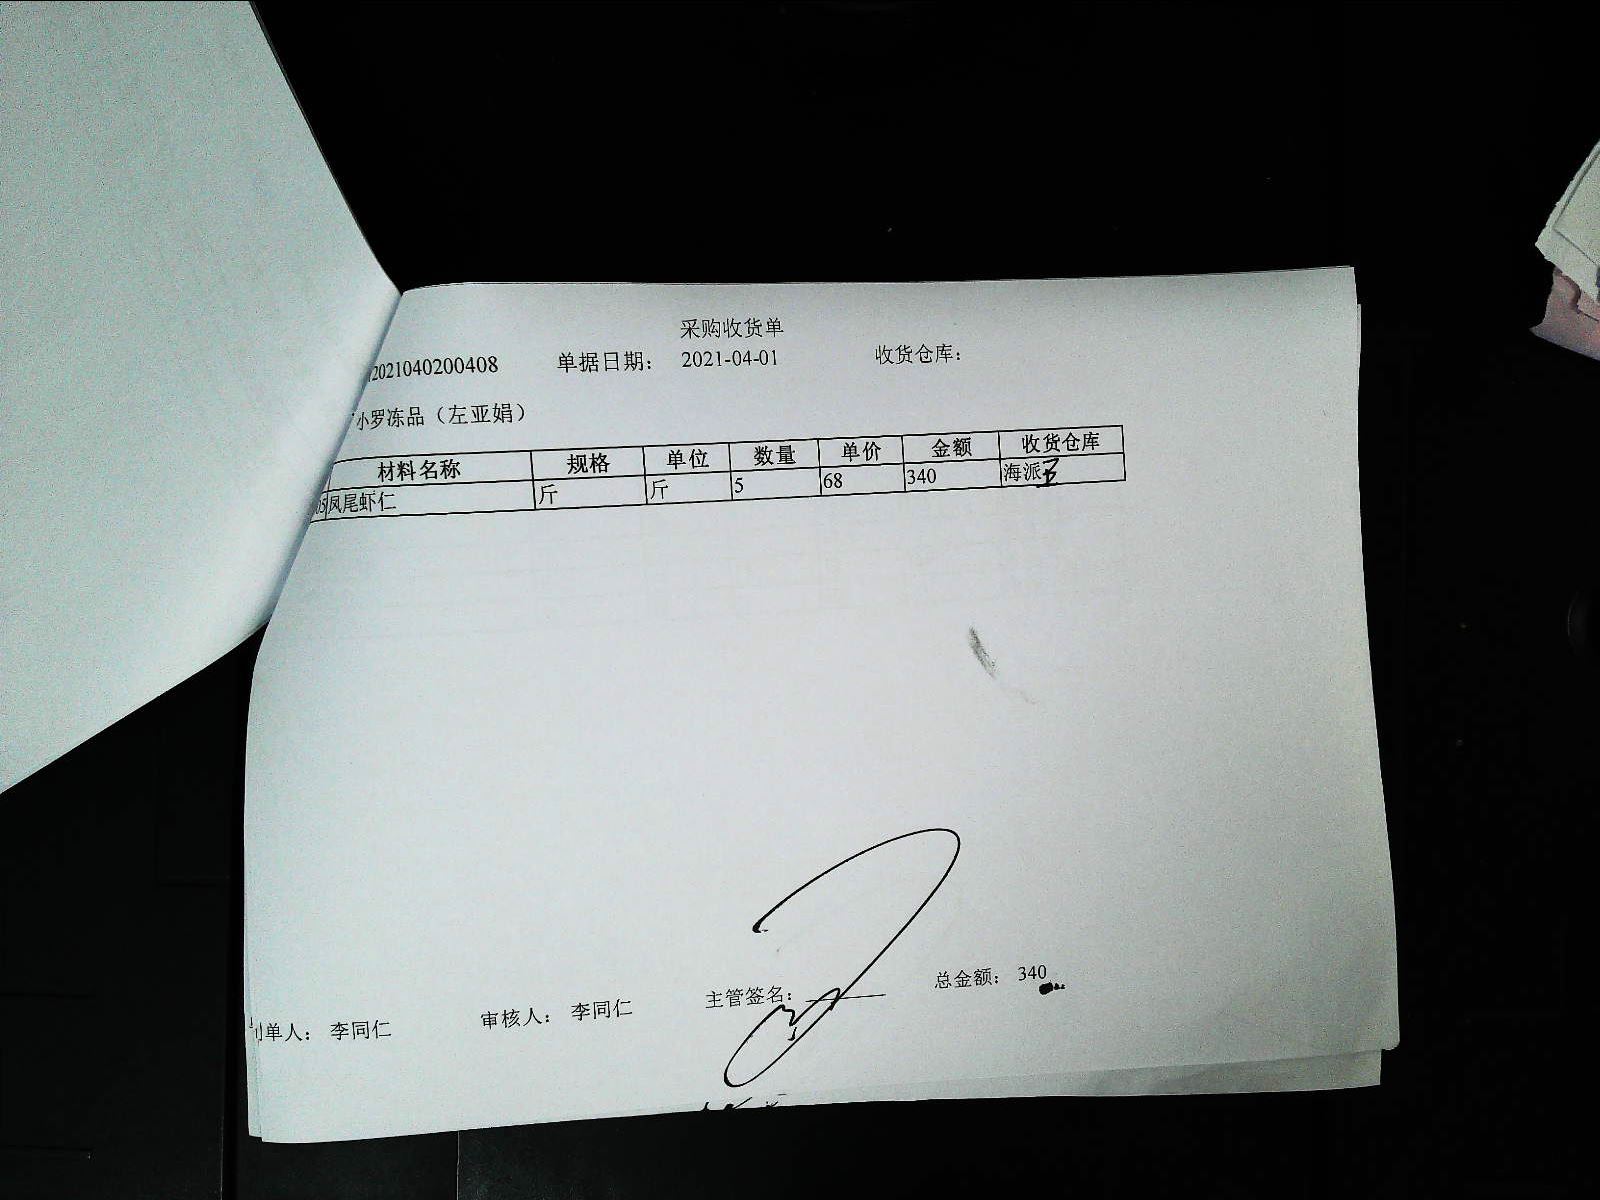 采购收货单
2021040200408 单据日期: 2021-04-01 收货仓库:
小罗冻品（左亚娟）
材料名称 规格 单位 数量 单价 金额 收货仓库
05 凤尾虾仁 斤 斤 5 68 340 海派
制单人: 李同仁 审核人: 李同仁 主管签名: 总金额: 340